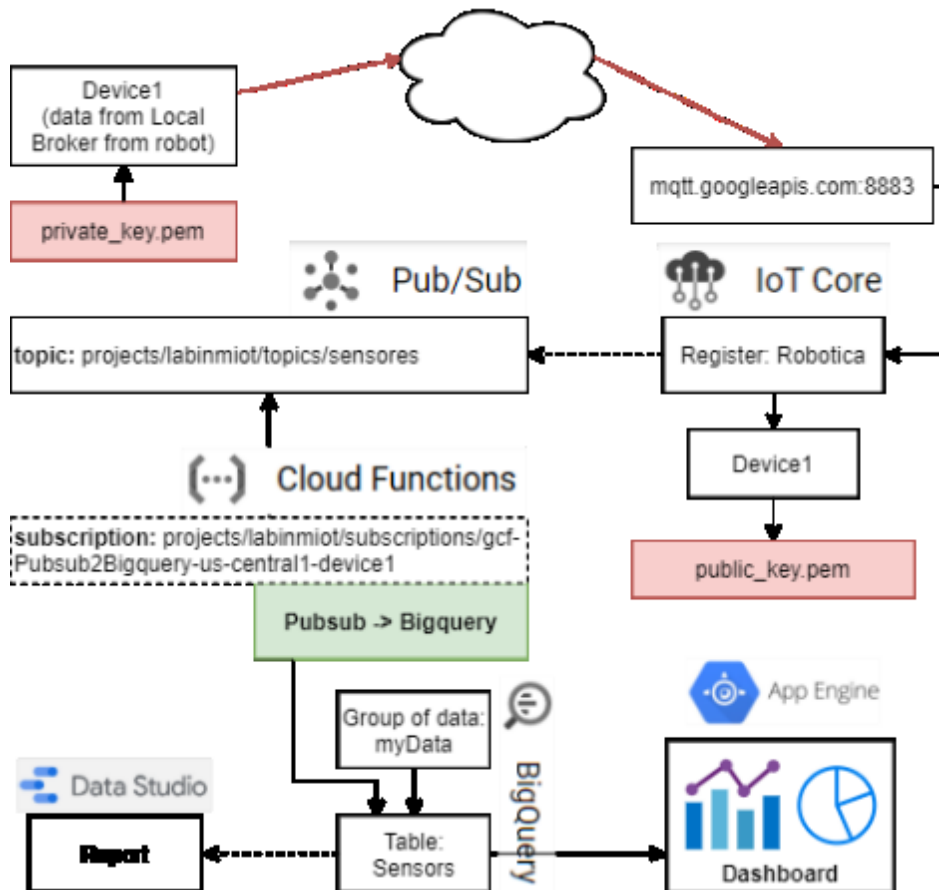 Device1
(data from Local
Broker from robot)
mqtt.googleapis.com:8883
private_key.pem
Pub/Sub
IoT Core
topic: projects/labinmiot/topics/sensores
Register: Robotica
Device1
Cloud Functions
subscription: projects/labinmiot/subscriptions/gcf-
Pubsub2Bigquery-us-central1-device1
public_key.pem
Pubsub -> Bigquery
App Engine
Group of data:
myData
BigQuery
Data Studio
Report
Table:
Sensors
Dashboard